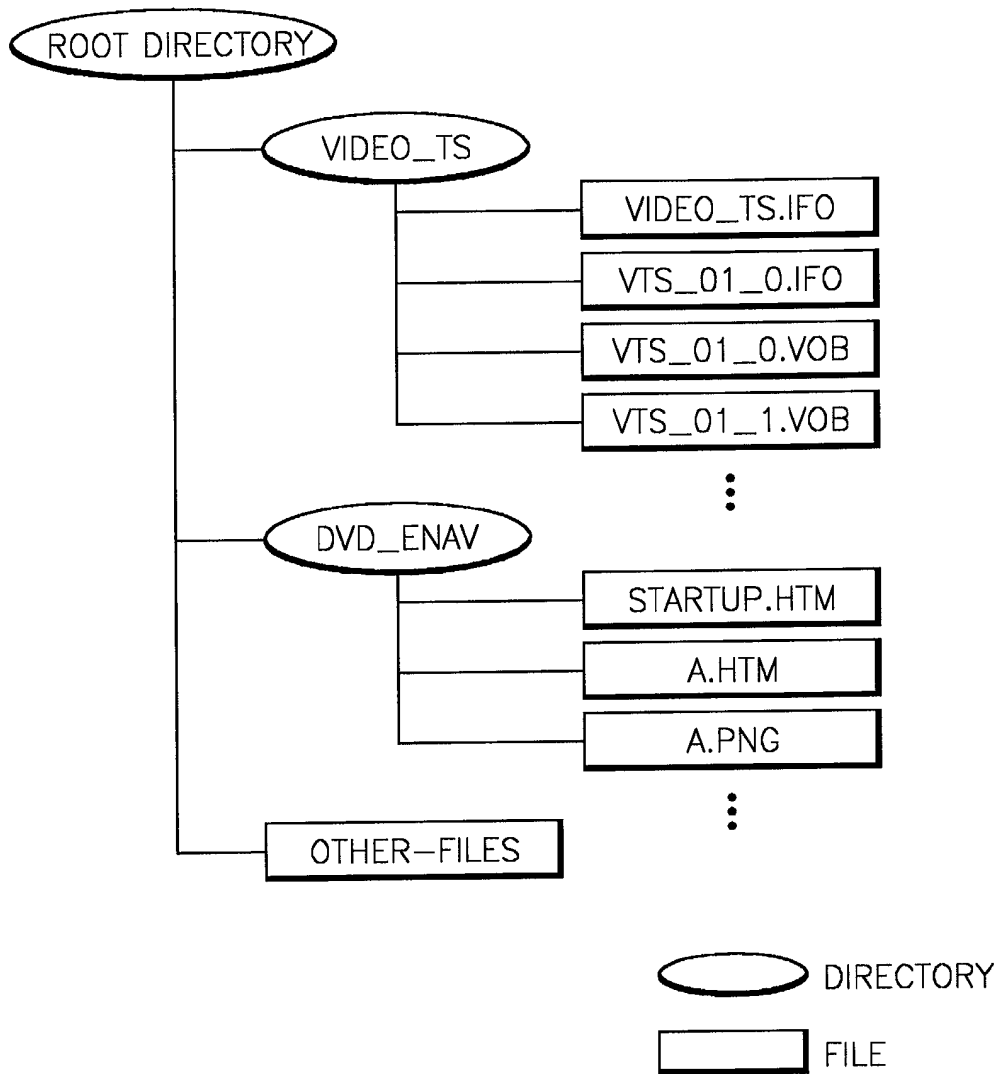 ROOT DIRECTORY
VIDEO_TS
VIDEO_TS.IFO
VTS_01_0.IFO
VTS_01_0.VOB
VTS_01_1.VOB
DVD_ENAV
STARTUP.HTM
A.HTM
A.PNG
OTHER-FILES
DIRECTORY
FILE